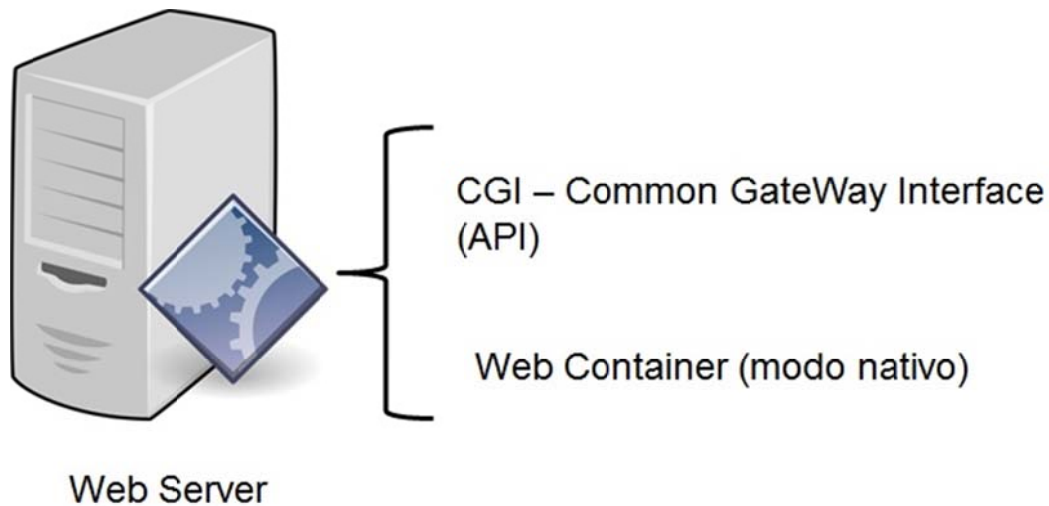 CGI – Common GateWay Interface
(API)
Web Container (modo nativo)
Web Server